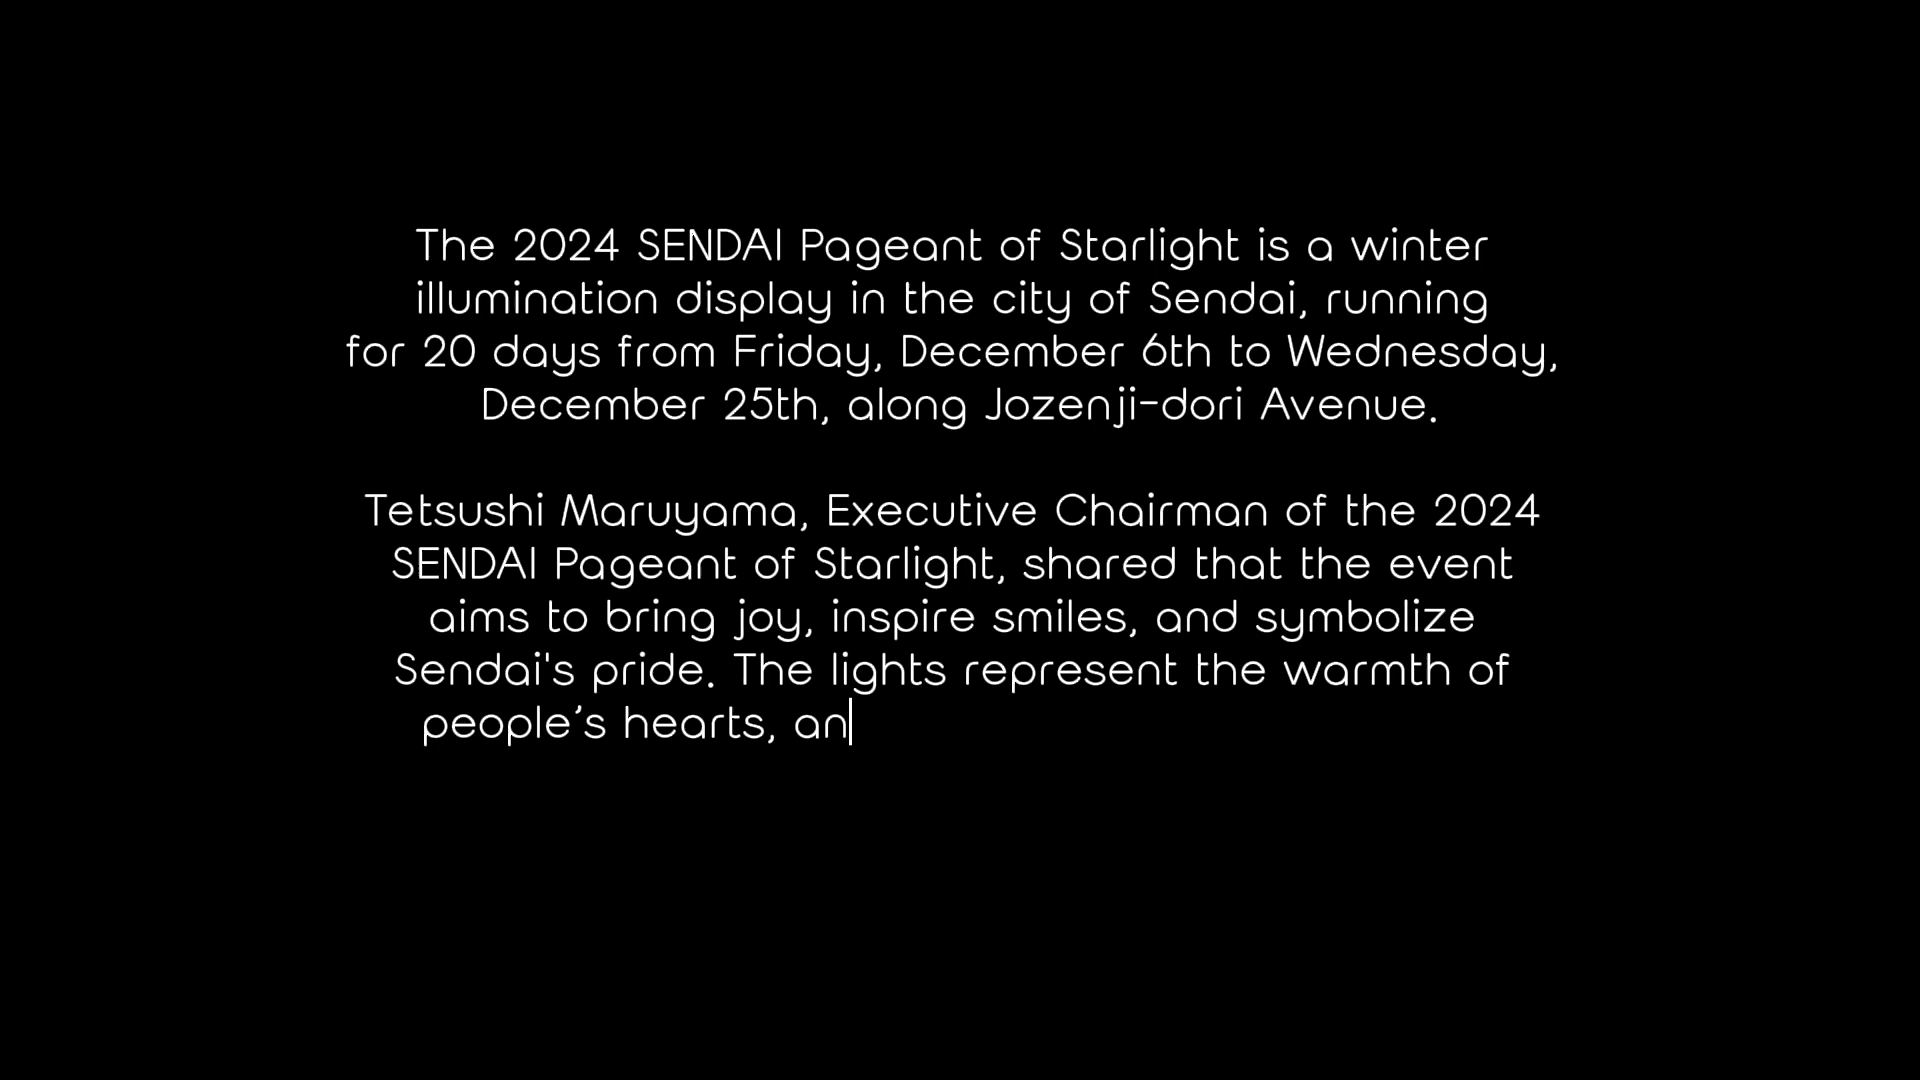 The 2024 SENDAI Pageant of Starlight is a winter
illumination display in the city of Sendai, running
for 20 days from Friday, December 6th to Wednesday,
December 25th, along Jozenji-dori Avenue.
Tetsushi Maruyama, Executive Chairman of the 2024
SENDAI Pageant of Starlight, shared that the event
aims to bring joy, inspire smiles, and symbolize
Sendai's pride. The lights represent the warmth of
people’s hearts, an